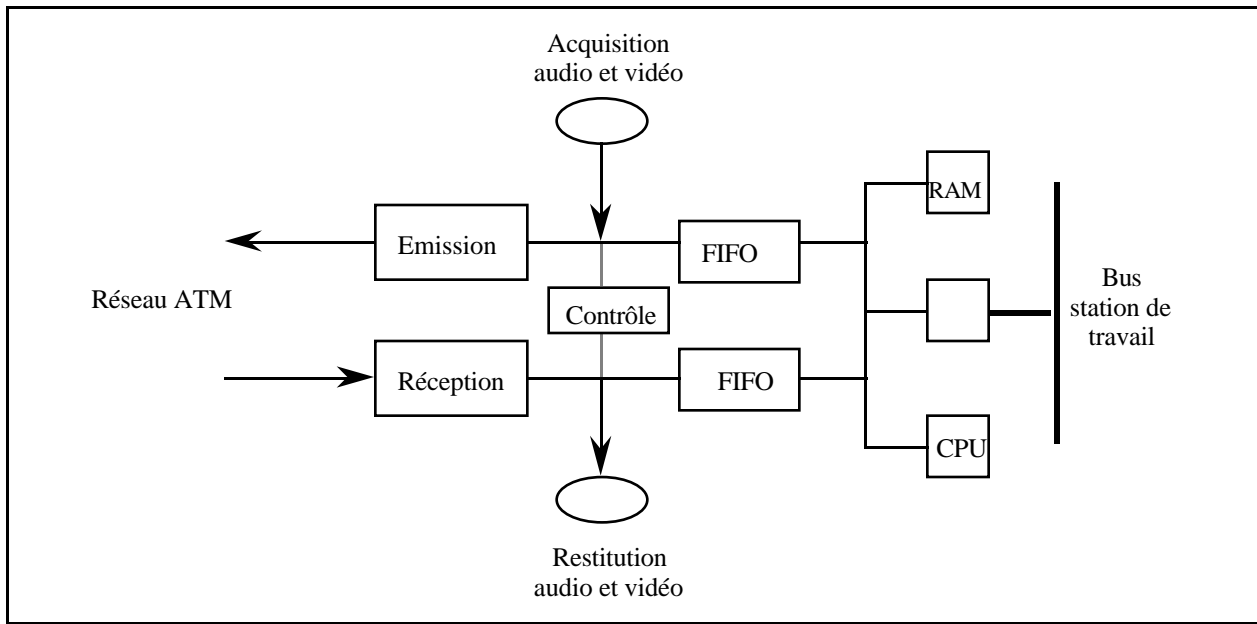 Acquisition
audio et vidéo
RAM
Emission
FIFO
Réseau ATM
Contrôle
Bus
station de
travail
Réception
FIFO
CPU
Restitution
audio et vidéo